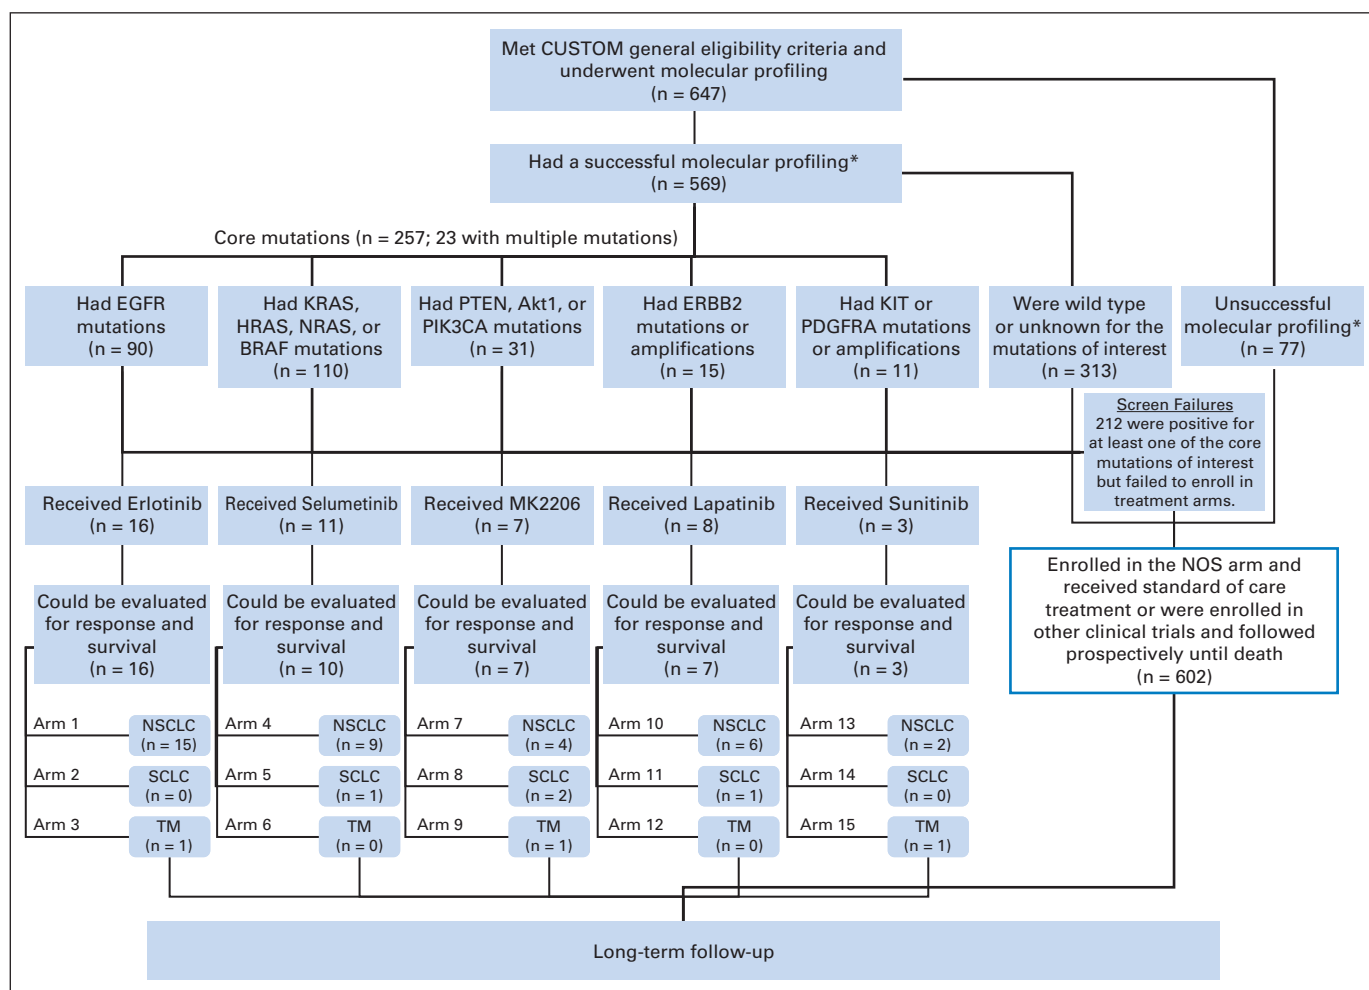 Met CUSTOM general eligibility criteria and
underwent molecular profiling
(n = 647)
Had a successful molecular profiling*
(n = 569)
Core mutations (n = 257; 23 with multiple mutations)
Had EGFR
mutations
(n = 90)
Had KRAS,
HRAS, NRAS, or
BRAF mutations
(n = 110)
Had PTEN, Akt1, or
PIK3CA mutations
(n = 31)
Had ERBB2
mutations or
amplifications
(n = 15)
Had KIT or
PDGFRA mutations
or amplifications
(n = 11)
Were wild type
or unknown for the
mutations of interest
(n = 313)
Unsuccessful
molecular profiling*
(n = 77)
Screen Failures
212 were positive for
at least one of the core
mutations of interest
but failed to enroll in
treatment arms.
Received Erlotinib
(n = 16)
Received Selumetinib
(n = 11)
Received MK2206
(n = 7)
Received Lapatinib
(n = 8)
Received Sunitinib
(n = 3)
Enrolled in the NOS arm and
received standard of care
treatment or were enrolled in
other clinical trials and followed
prospectively until death
(n = 602)
Could be evaluated
for response and
survival
(n = 16)
Could be evaluated
for response and
survival
(n = 10)
Could be evaluated
for response and
survival
(n = 7)
Could be evaluated
for response and
survival
(n = 7)
Could be evaluated
for response and
survival
(n = 3)
Arm 1
NSCLC
(n = 15)
Arm 2
SCLC
(n = 0)
Arm 3
TM
(n = 1)
Arm 4
NSCLC
(n = 9)
Arm 5
SCLC
(n = 1)
Arm 6
TM
(n = 0)
Arm 7
NSCLC
(n = 4)
Arm 8
SCLC
(n = 2)
Arm 9
TM
(n = 1)
Arm 10
NSCLC
(n = 6)
Arm 11
SCLC
(n = 1)
Arm 12
TM
(n = 0)
Arm 13
NSCLC
(n = 2)
Arm 14
SCLC
(n = 0)
Arm 15
TM
(n = 1)
Long-term follow-up